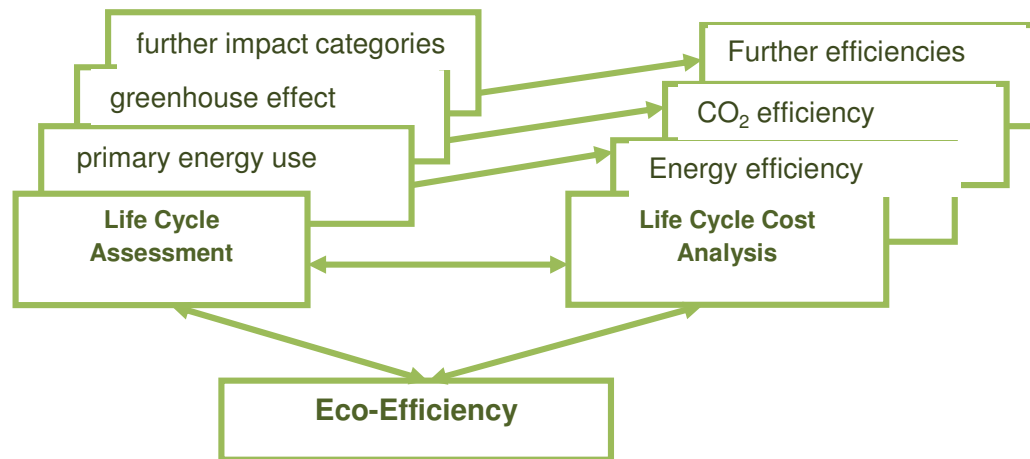 further impact categories
greenhouse effect
primary energy use
Life Cycle
Assessment
Further efficiencies
CO₂ efficiency
Energy efficiency
Life Cycle Cost
Analysis
Eco-Efficiency